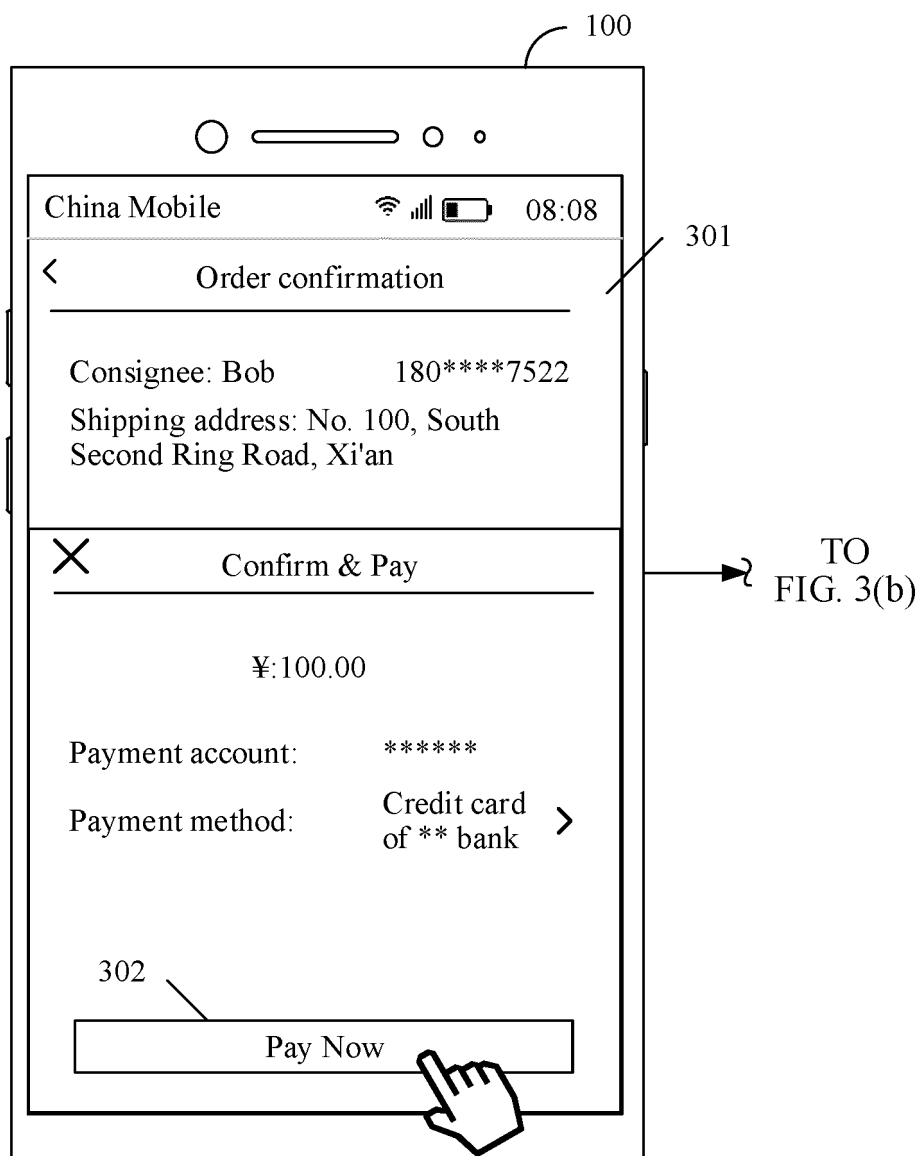 100
China Mobile 08:08
301
Order confirmation
Consignee: Bob 180****7522
Shipping address: No. 100, South
Second Ring Road, Xi'an
Confirm & Pay
TO
FIG. 3(b)
¥:100.00
Payment account: ******
Payment method: Credit card
of ** bank
302
Pay Now